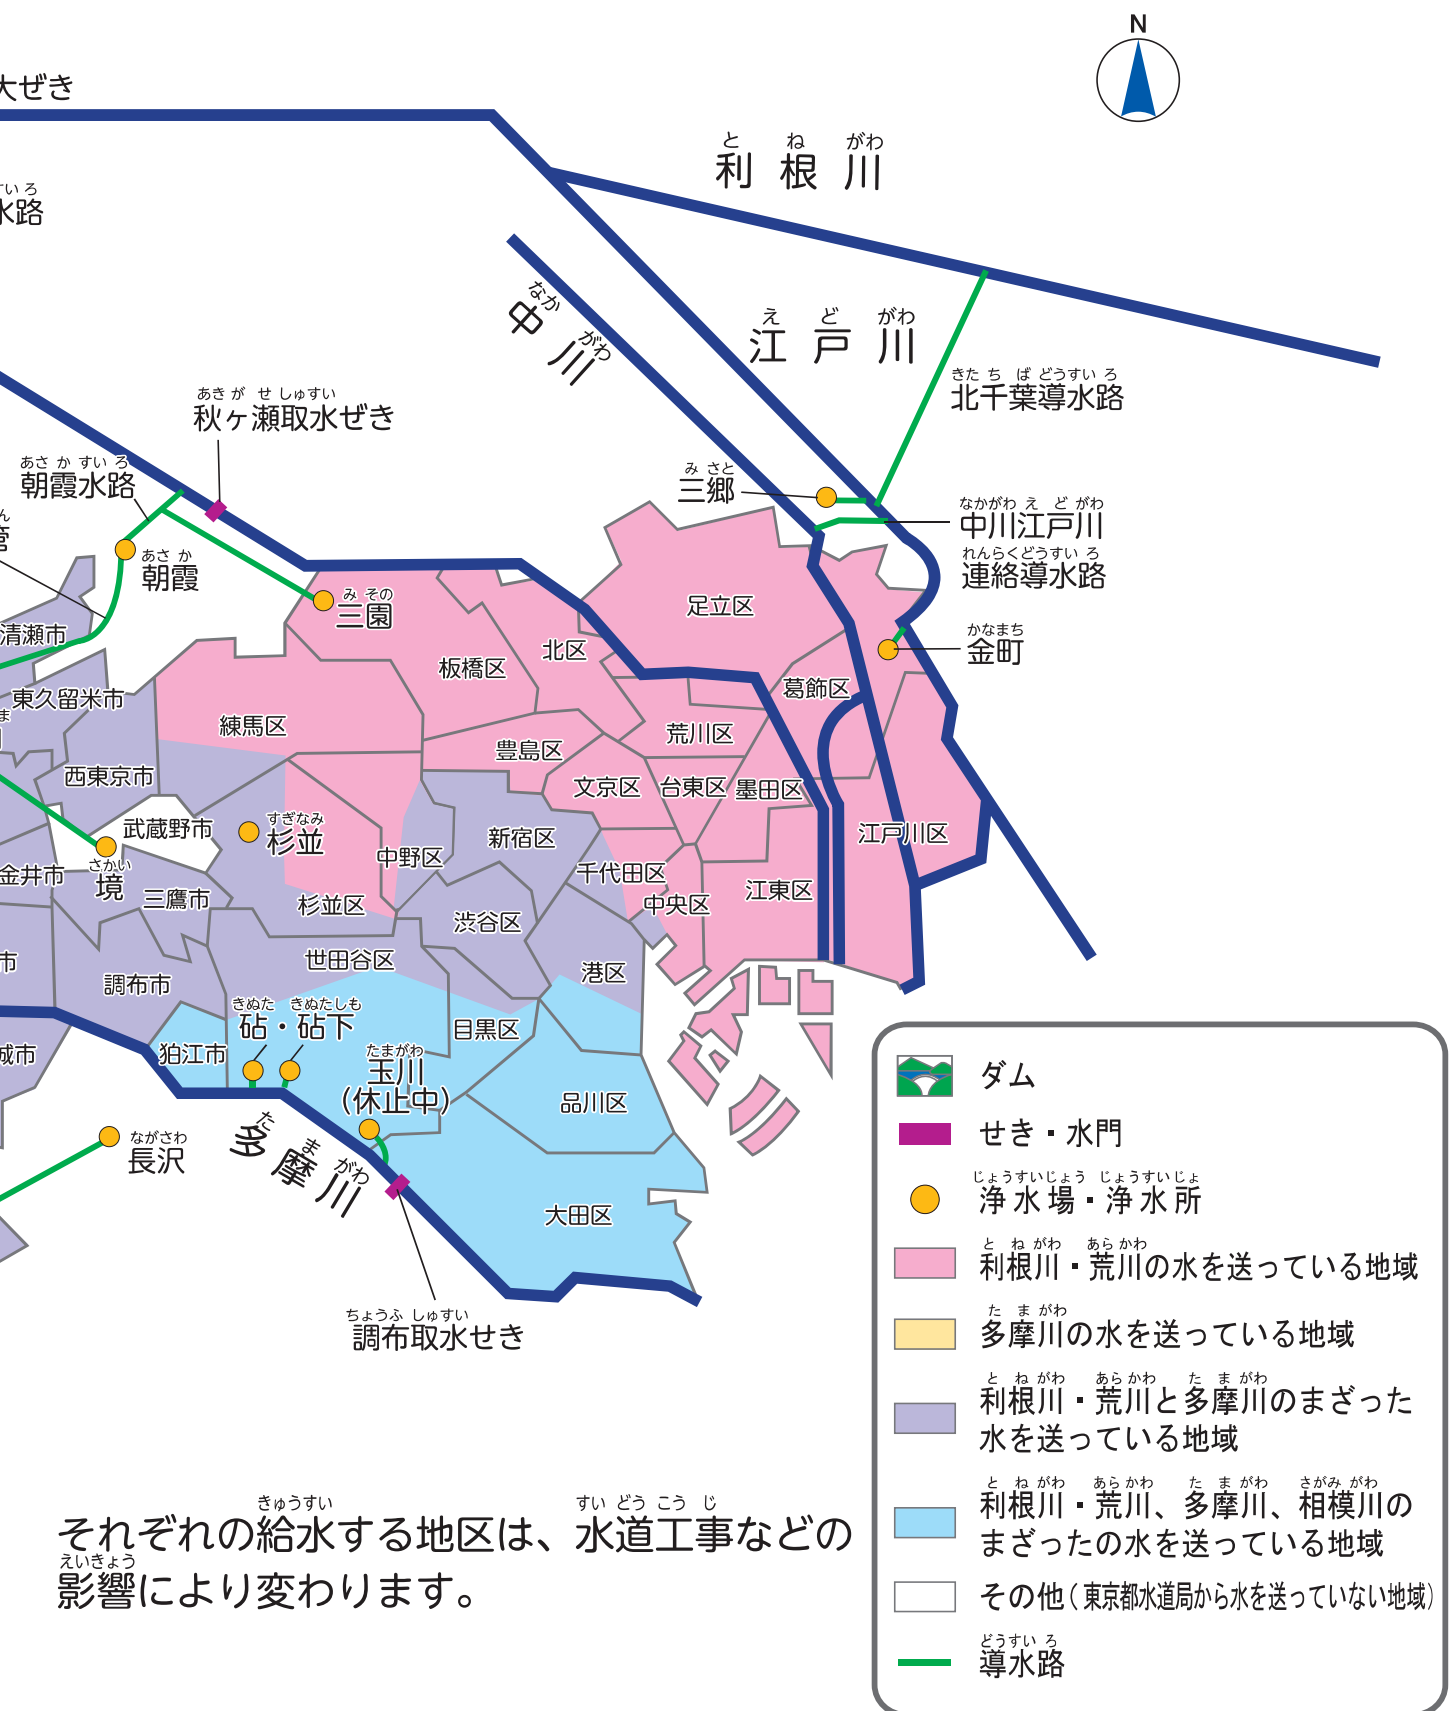 N
大ぜき
とねがわ
利根川
すいろ
水路
なかがわ
中川
えどがわ
江戸川
きたちばどうすいろ
北千葉導水路
あきがせしゅすい
秋ヶ瀬取水ぜき
あさかすいろ
朝霞水路
みさと
三郷
なかがわえどがわ
中川江戸川
れんらくどうすいろ
連絡導水路
ん
管
あさか
朝霞
みその
三園
かなまち
金町
足立区
清瀬市
北区
板橋区
葛飾区
東久留米市
練馬区
荒川区
豊島区
西東京市
文京区
台東区
墨田区
武蔵野市
すぎなみ
杉並
新宿区
江戸川区
中野区
さかい
境
金井市
三鷹市
千代田区
江東区
杉並区
中央区
渋谷区
市
世田谷区
調布市
港区
きぬた きぬたしも
砧・砧下
目黒区
城市
狛江市
たまがわ
玉川
(休止中)
品川区
たまがわ
多摩川
ながさわ
長沢
大田区
ちょうふしゅすい
調布取水せき
ダム
せき・水門
じょうすいじょう じょうすいじょ
浄水場・浄水所
とねがわ あらかわ
利根川・荒川の水を送っている地域
たまがわ
多摩川の水を送っている地域
とねがわ あらかわ たまがわ
利根川・荒川と多摩川のまざった
水を送っている地域
とねがわ あらかわ たまがわ さがみがわ
利根川・荒川、多摩川、相模川の
まざったの水を送っている地域
その他(東京都水道局から水を送っていない地域)
どうすいろ
導水路
きゅうすい すいどうこうじ
それぞれの給水する地区は、水道工事などの
えいきょう
影響により変わります。